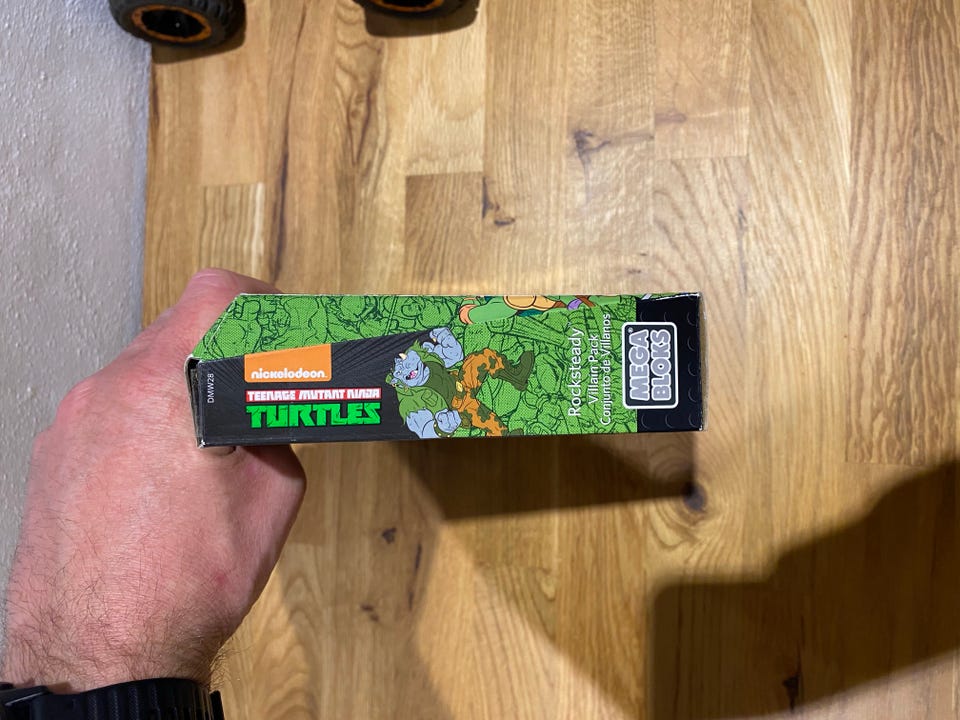 DMW28
nickelodeon
TEENAGE MUTANT NINJA
TURTLES
Rocksteady
Villain Pack
Conjunto de Villanos
MEGA
BLOKS®